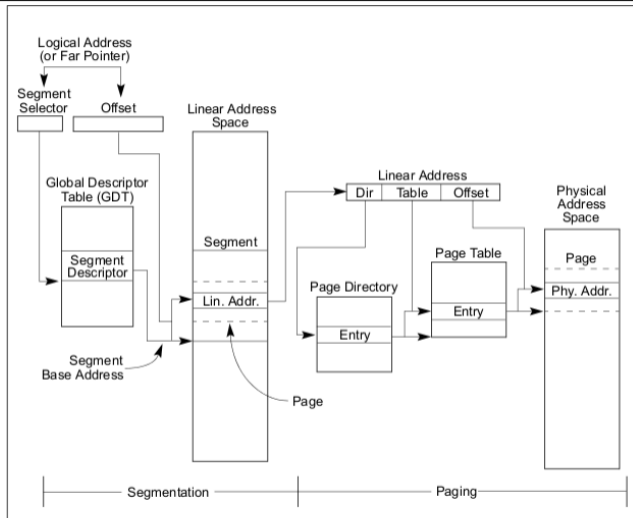 Logical Address
(or Far Pointer)
Segment
Selector
Offset
Linear Address
Space
Global Descriptor
Table (GDT)
Segment
Descriptor
Segment
Lin. Addr.
Segment
Base Address
Page
Linear Address
Dir
Table
Offset
Physical
Address
Space
Page Directory
Entry
Page Table
Entry
Page
Phy. Addr.
Segmentation
Paging